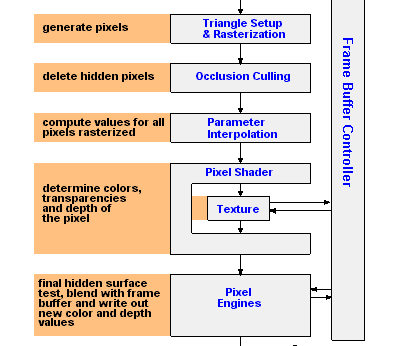 generate pixels
Triangle Setup
& Rasterization
delete hidden pixels
Occlusion Culling
compute values for all
pixels rasterized
Parameter
Interpolation
Pixel Shader
determine colors,
transparencies
and depth of
the pixel
Texture
final hidden surface
test, blend with frame
buffer and write out
new color and depth
values
Pixel
Engines
Frame Buffer Controller